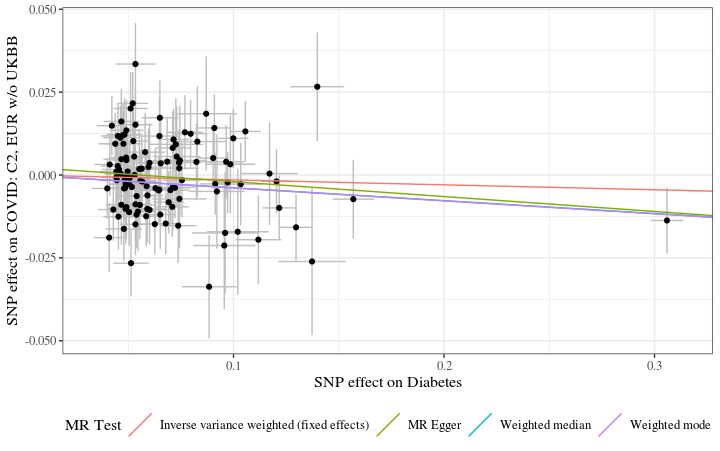 0.050
0.025
0.000
-0.025
-0.050
SNP effect on COVID: C2, EUR w/o UKBB
0.1
0.2
0.3
SNP effect on Diabetes
MR Test
Inverse variance weighted (fixed effects)
MR Egger
Weighted median
Weighted mode